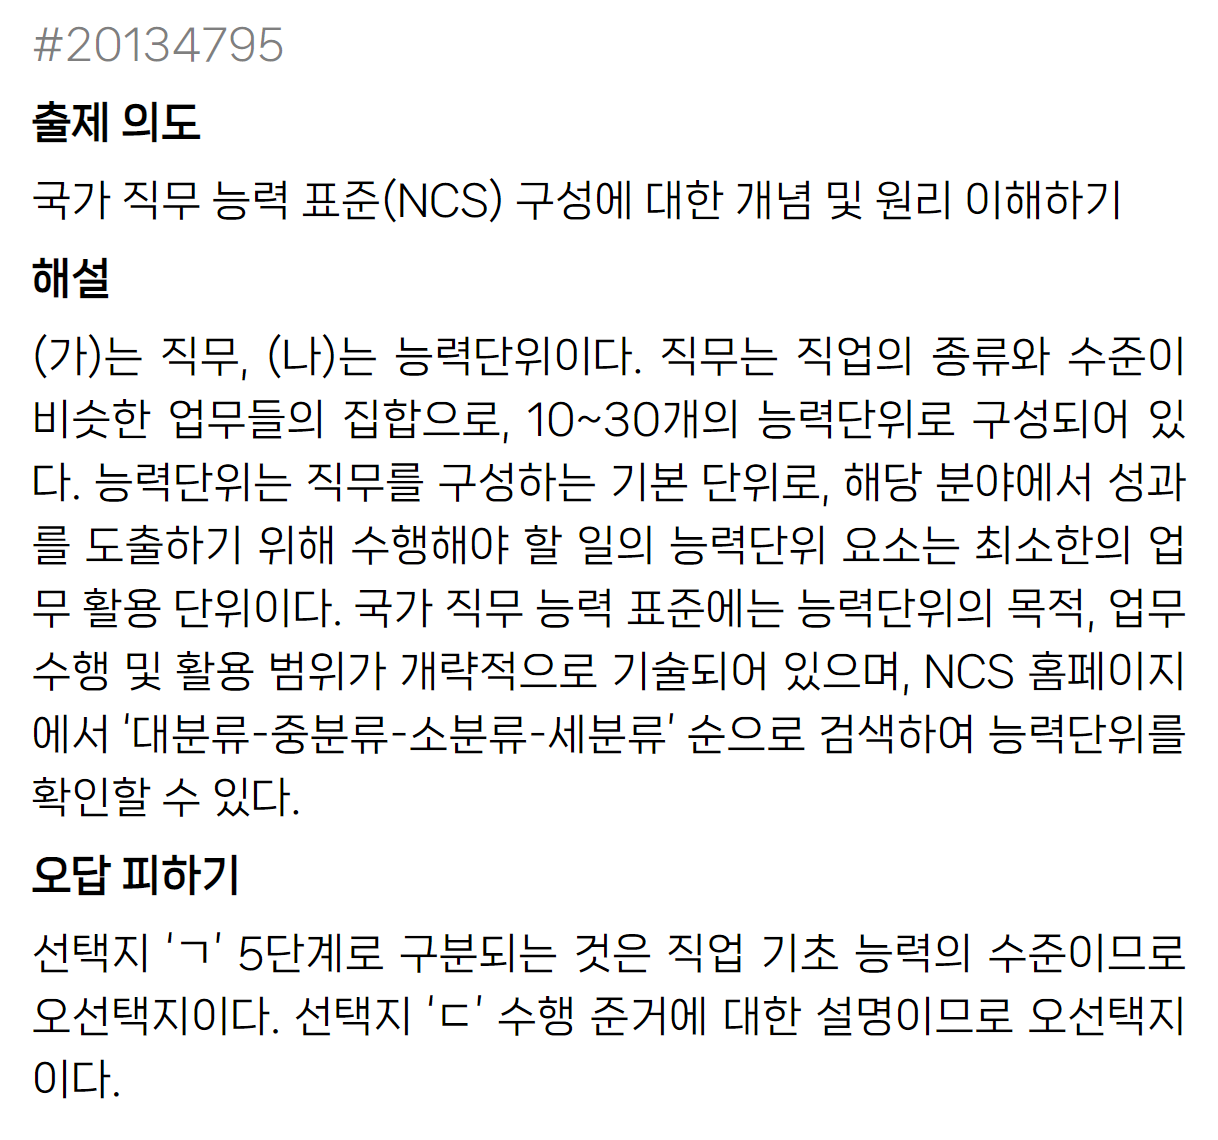 #20134795
출제 의도
국가 직무 능력 표준(NCS) 구성에 대한 개념 및 원리 이해하기
해설
(가)는 직무, (나)는 능력단위이다. 직무는 직업의 종류와 수준이
비슷한 업무들의 집합으로, 10~30개의 능력단위로 구성되어 있
다. 능력단위는 직무를 구성하는 기본 단위로, 해당 분야에서 성과
를 도출하기 위해 수행해야 할 일의 능력단위 요소는 최소한의 업
무 활용 단위이다. 국가 직무 능력 표준에는 능력단위의 목적, 업무
수행 및 활용 범위가 개략적으로 기술되어 있으며, NCS 홈페이지
에서 '대분류-중분류-소분류-세분류' 순으로 검색하여 능력단위를
확인할 수 있다.
오답 피하기
선택지 'ㄱ' 5단계로 구분되는 것은 직업 기초 능력의 수준이므로
오선택지이다. 선택지 'ㄷ' 수행 준거에 대한 설명이므로 오선택지
이다.